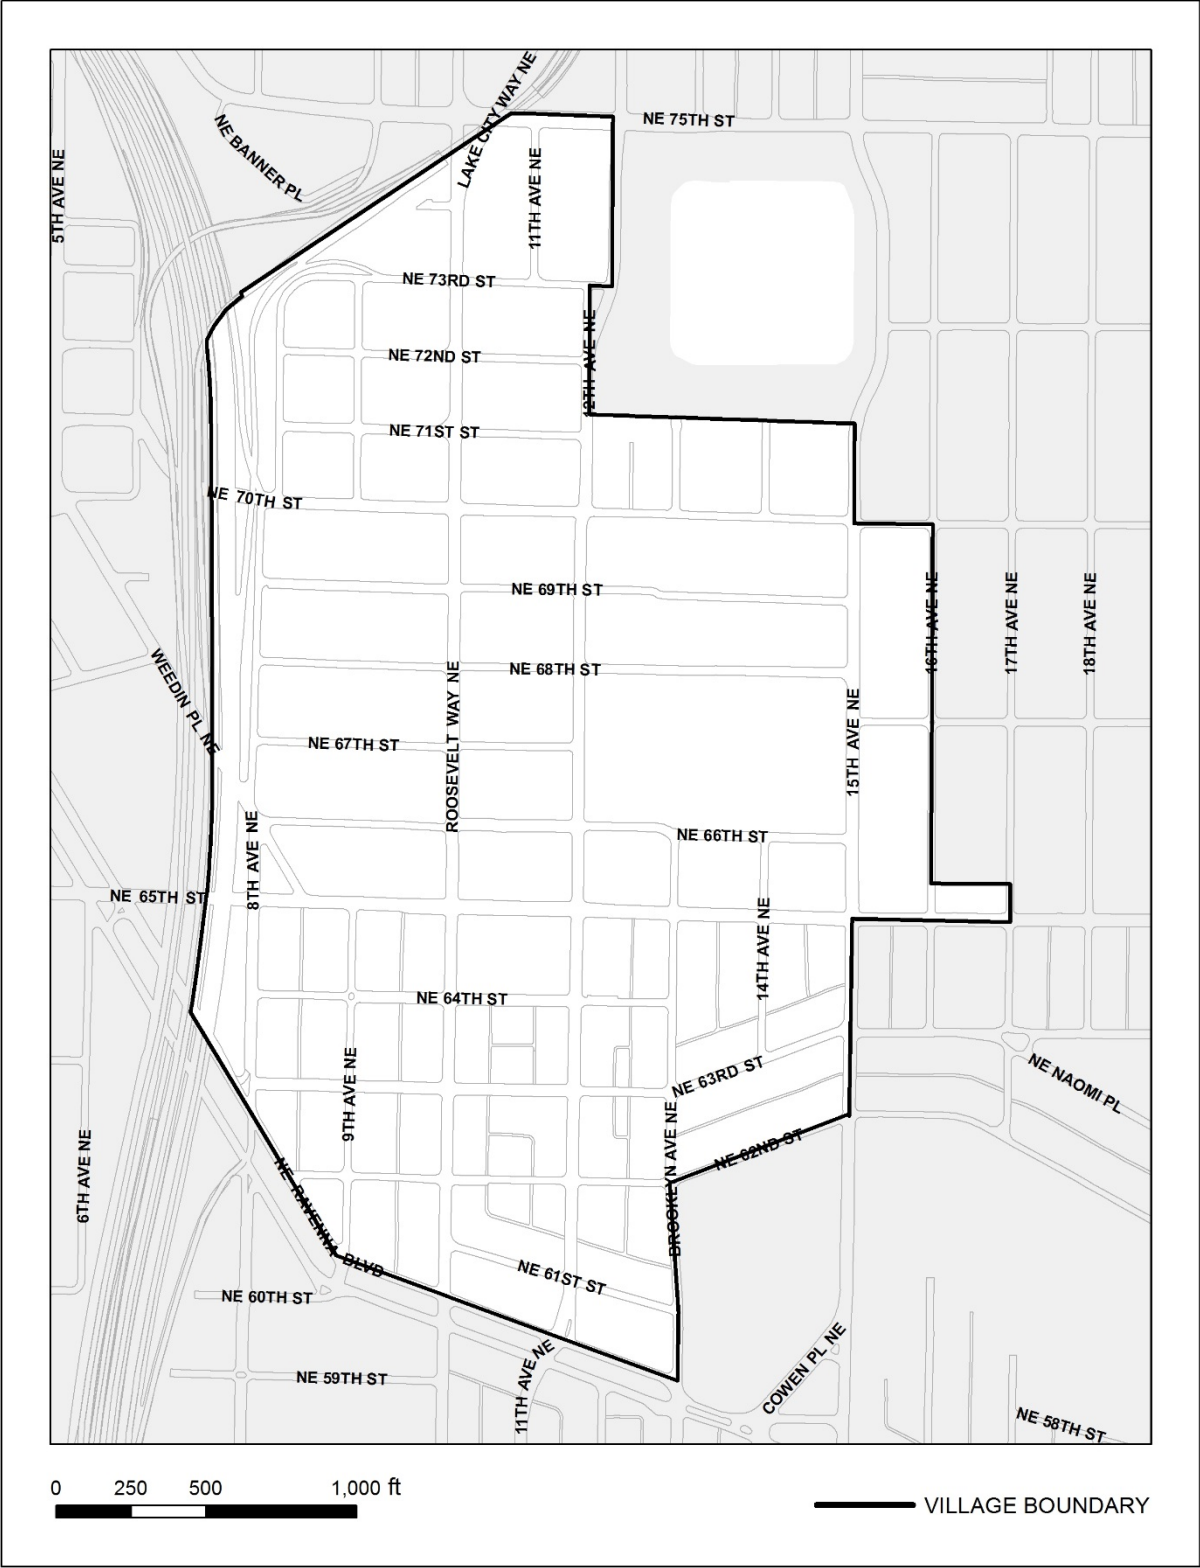 LAKE CITY WAY NE
NE 75TH ST
NE BANNER PL
5TH AVE NE
11TH AVE NE
NE 73RD ST
12TH AVE NE
NE 72ND ST
NE 71ST ST
NE 70TH ST
NE 69TH ST
16TH AVE NE
17TH AVE NE
18TH AVE NE
NE 68TH ST
WEEDIN PL NE
ROOSEVELT WAY NE
15TH AVE NE
NE 67TH ST
NE 66TH ST
8TH AVE NE
NE 65TH ST
14TH AVE NE
NE 64TH ST
NE 63RD ST
NE NAOMI PL
9TH AVE NE
NE 62ND ST
6TH AVE NE
BROOKLYN AVE NE
NE RAVENNA BLVD
NE 61ST ST
NE 60TH ST
NE 59TH ST
11TH AVE NE
COWEN PL NE
NE 58TH ST
0 250 500 1,000 ft
VILLAGE BOUNDARY